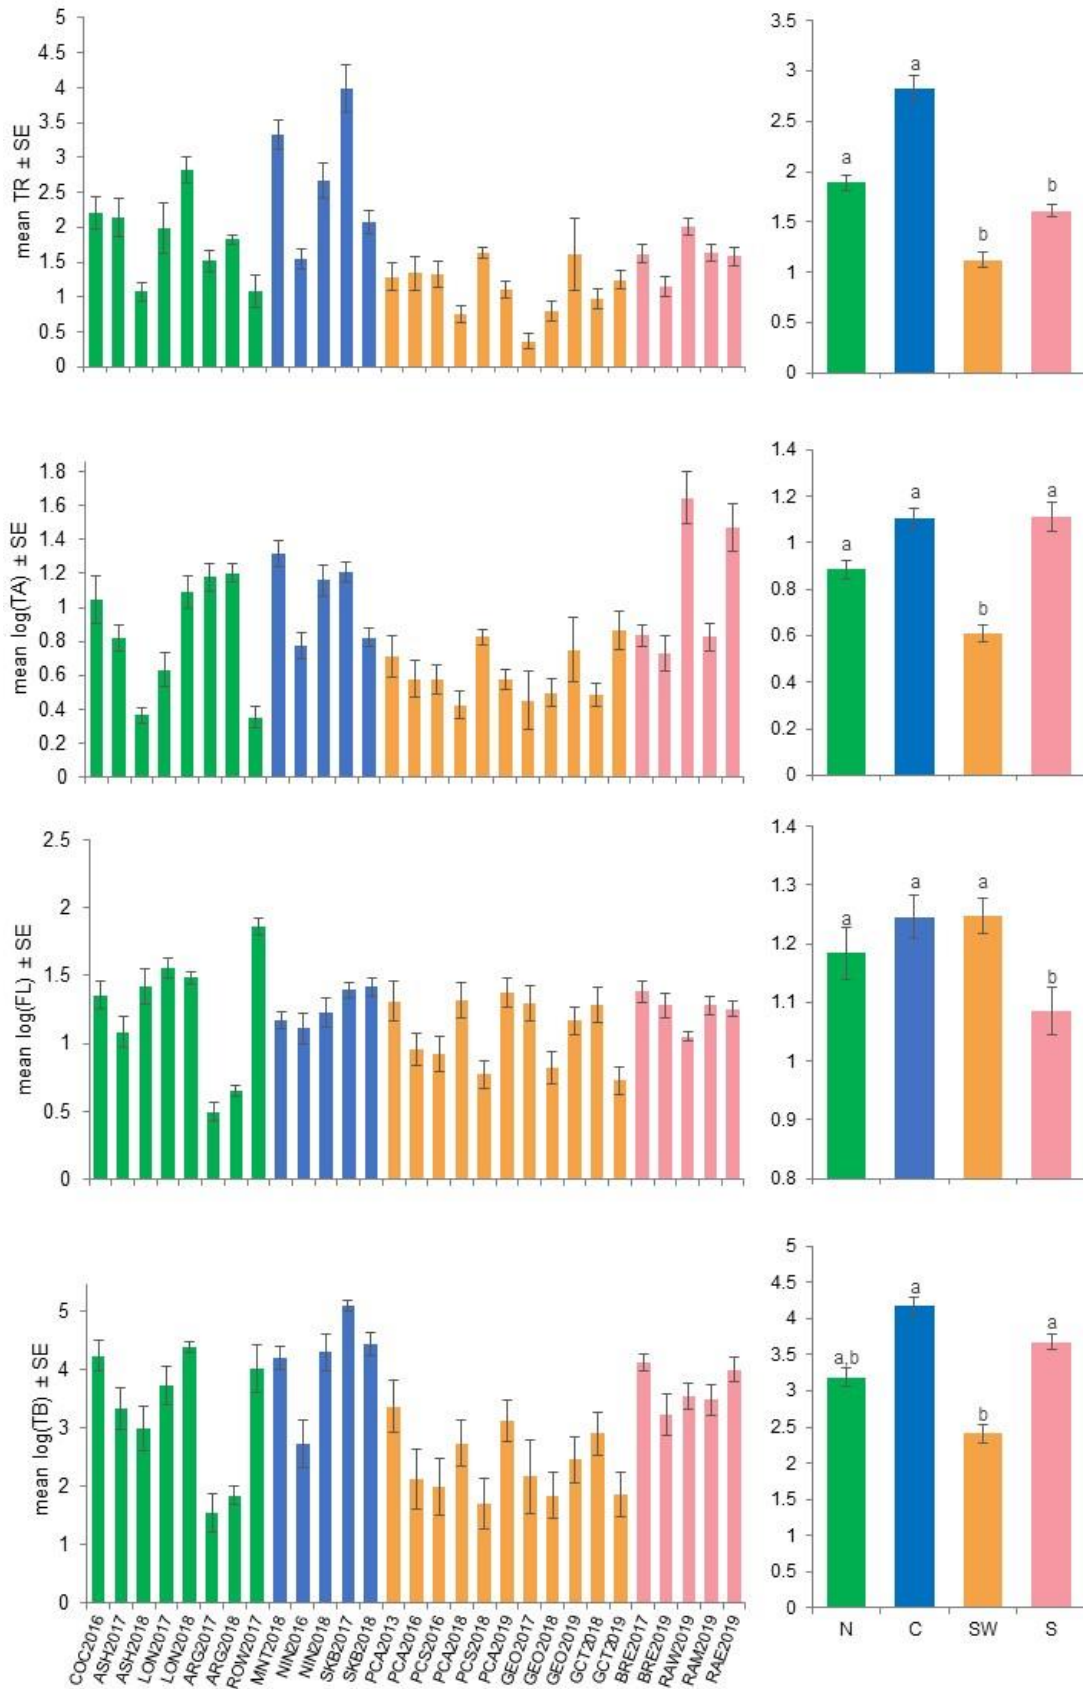 mean TR ± SE
5
4.5
4
3.5
3
2.5
2
1.5
1
0.5
0
3.5
3
2.5
2
1.5
1
0.5
0
a
a
b
b
mean log(TA) ± SE
1.8
1.6
1.4
1.2
1
0.8
0.6
0.4
0.2
0
1.4
1.2
1
0.8
0.6
0.4
0.2
0
a
a
b
a
mean log(FL) ± SE
2.5
2
1.5
1
0.5
0
1.4
1.3
1.2
1.1
1
0.9
0.8
a
a
a
b
mean log(TB) ± SE
5
4
3
2
1
0
COC2016
ASH2017
ASH2018
LON2017
LON2018
ARG2017
ARG2018
ROW2017
MNT2018
NIN2016
NIN2018
SKB2017
SKB2018
PCA2013
PCA2016
PCS2016
PCA2018
PCS2018
PCA2019
GEO2017
GEO2018
GEO2019
GCT2018
GCT2019
BRE2017
BRE2019
RAW2019
RAM2019
RAE2019
5
4.5
4
3.5
3
2.5
2
1.5
1
0.5
0
a,b
a
b
a
N
C
SW
S